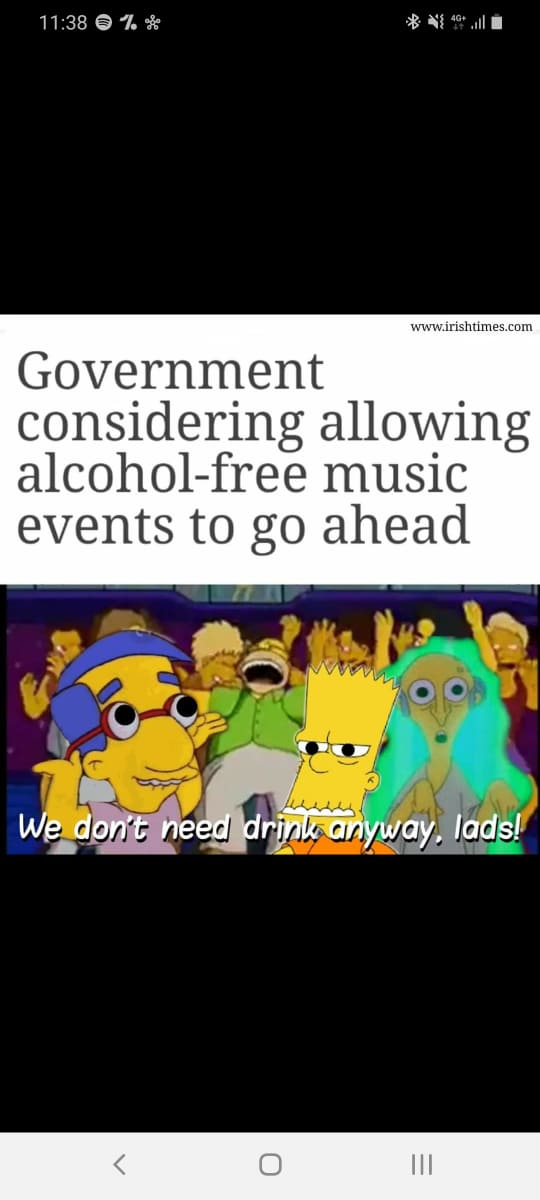 11:38
4G+
www.irishtimes.com
Government
considering allowing
alcohol-free music
events to go ahead
We don't need drink anyway, lads!